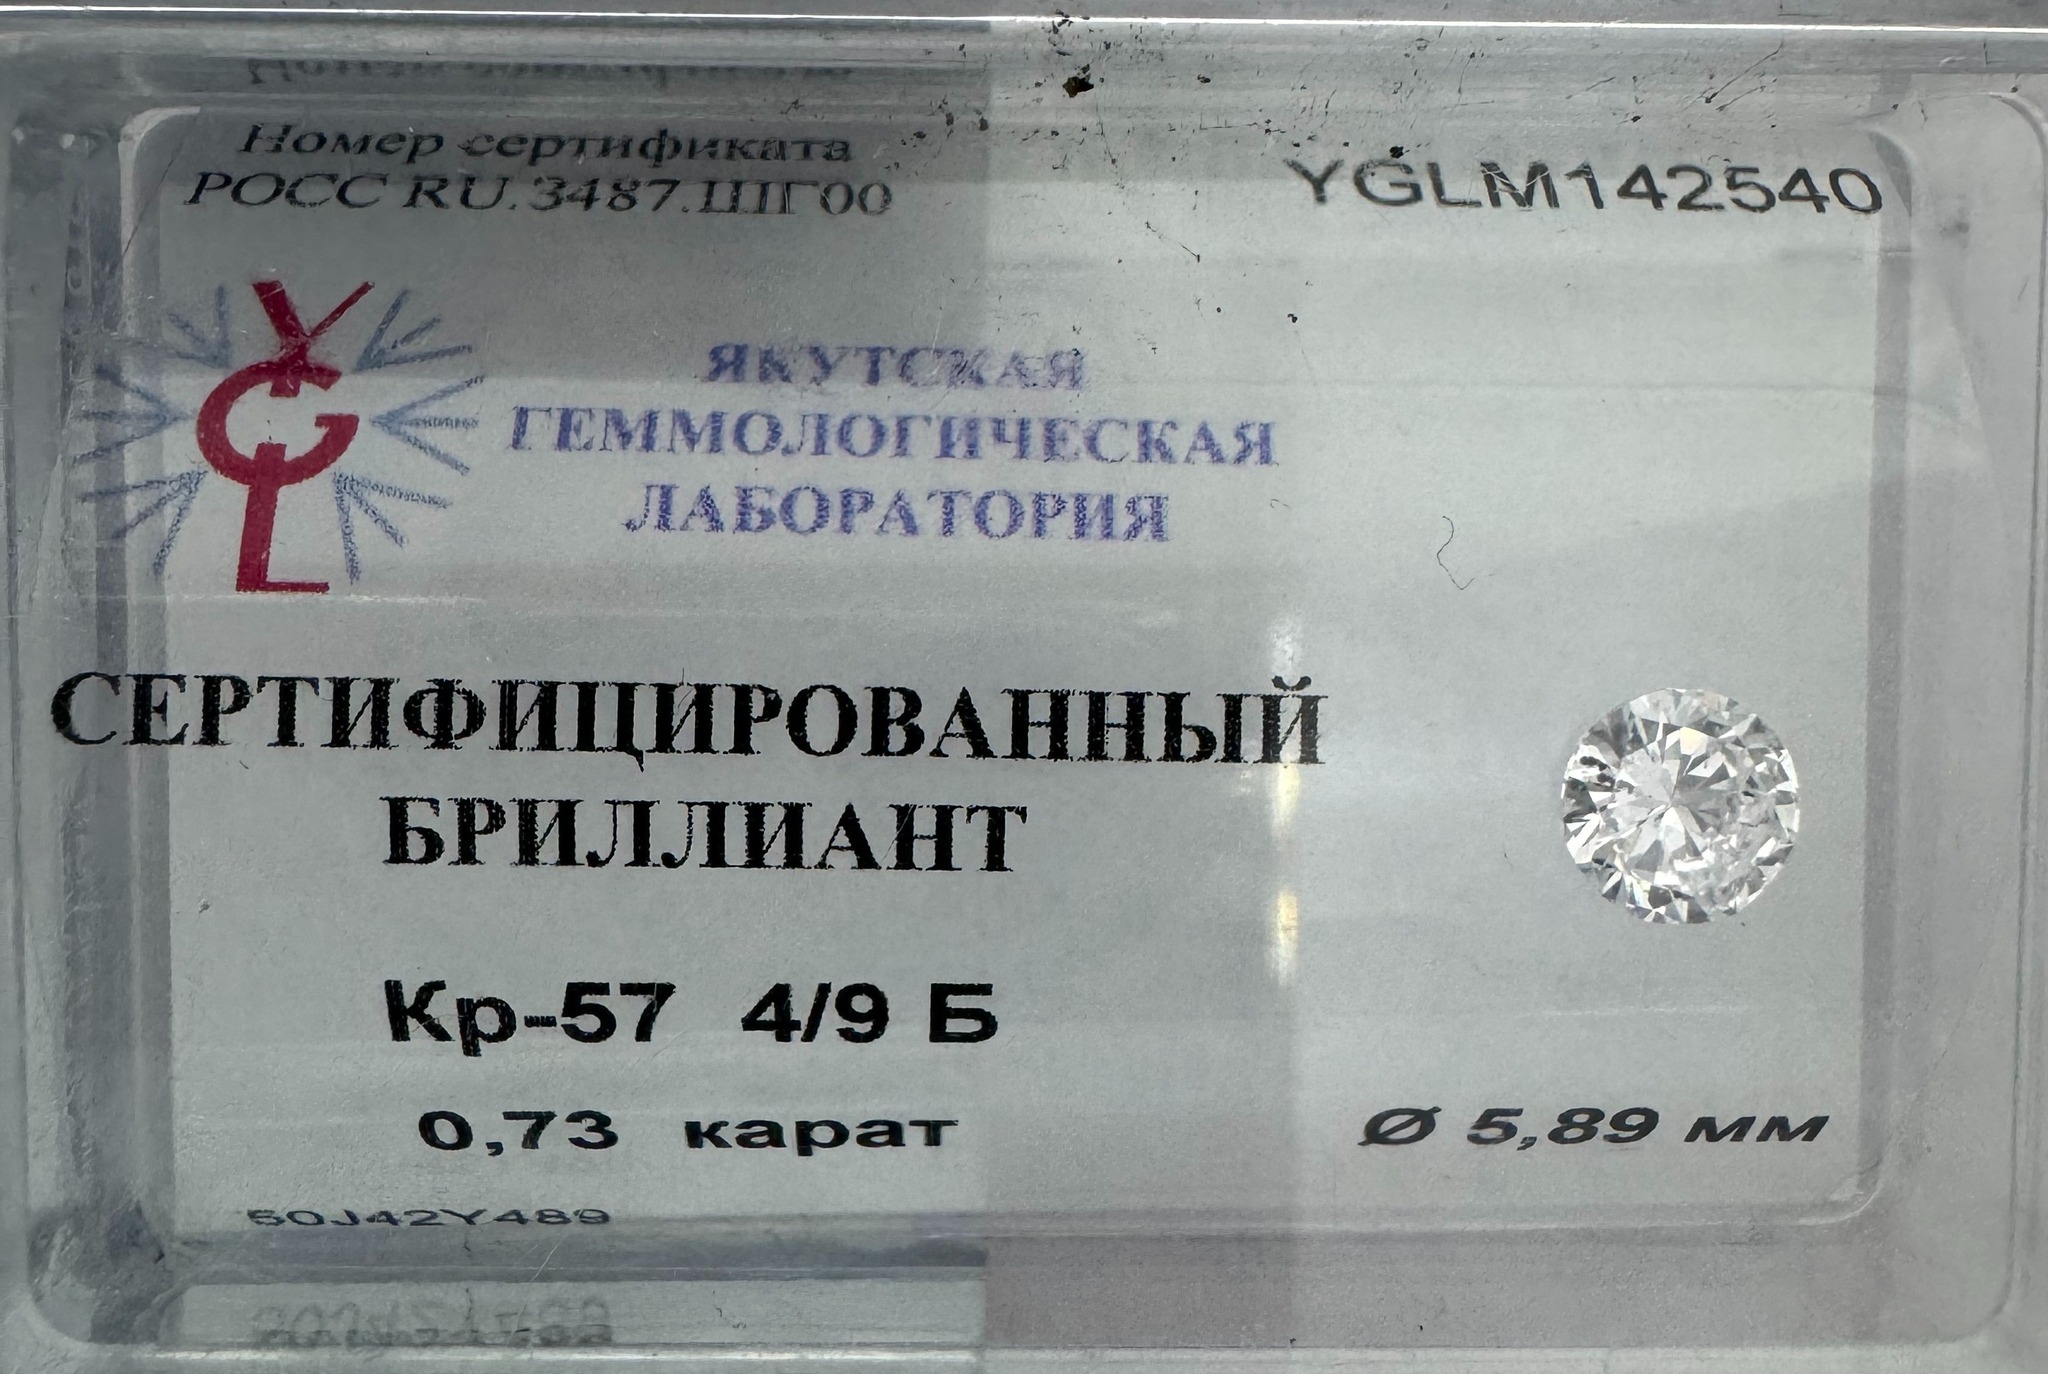 Номер сертификата
РОСС RU.3487.ШГ00
YGLM142540
YGL
ЯКУТСКАЯ
ГЕММОЛОГИЧЕСКАЯ
ЛАБОРАТОРИЯ
СЕРТИФИЦИРОВАННЫЙ
БРИЛЛИАНТ
Кр-57 4/9 Б
0,73 карат
Ø 5,89 мм
50J42Y489